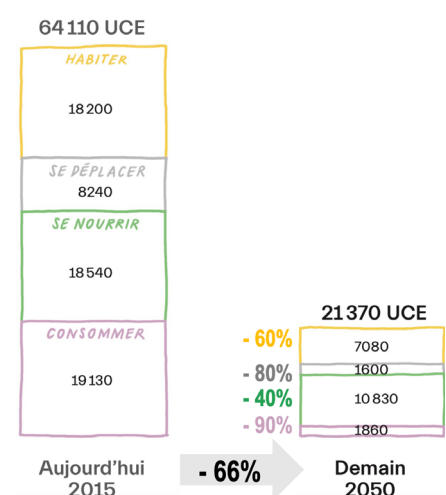 64 110 UCE
HABITER
18 200
SE DÉPLACER
8240
SE NOURRIR
18 540
CONSOMMER
19 130
21 370 UCE
- 60%
7080
- 80%
1600
- 40%
10 830
- 90%
1860
Aujourd'hui
2015
- 66%
Demain
2050